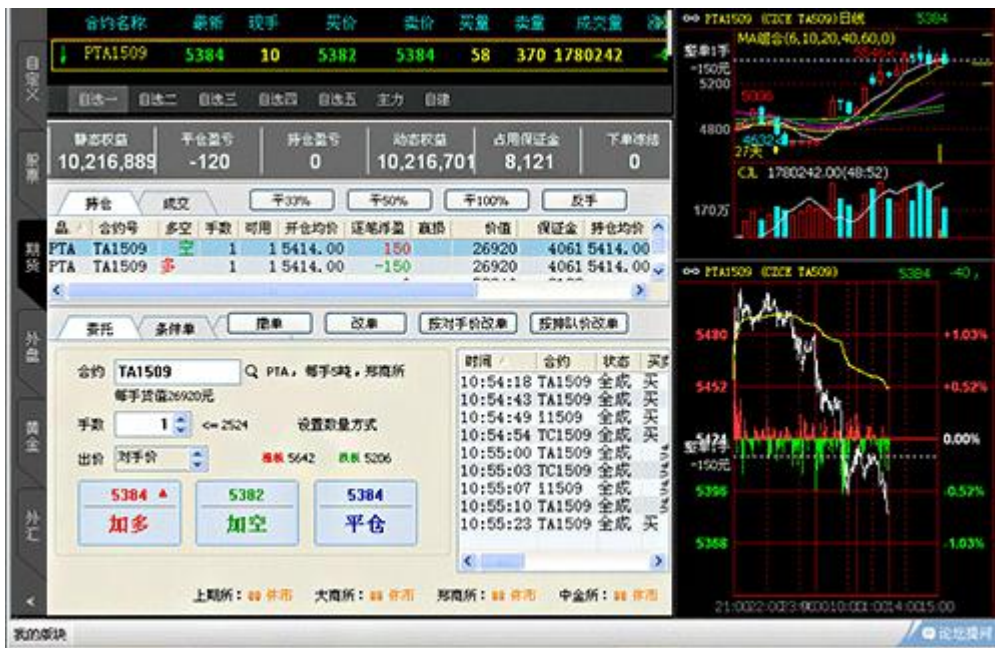 合约名称 最新 现手 买价 卖价 买量 卖量 成交量
PTA1509 5384 10 5382 5384 58 370 1780242
自选一 自选二 自选三 自选四 自选五 主力 自建
静态权益 平仓盈亏 持仓盈亏 动态权益 占用保证金 下单冻结
10,216,889 -120 0 10,216,701 8,121 0
持仓 成交 平33% 平50% 平100% 反手
品 合约号 多空 手数 可用 开仓均价 逐笔浮盈 直损 价值 保证金 持仓均价
PTA TA1509 空 1 1 5414.00 150 26920 4061 5414.00
PTA TA1509 多 1 1 5414.00 -150 26920 4061 5414.00
委托 条件单 撤单 改单 按对手价改单 按排队价改单
合约 TA1509 PTA，每手5吨，郑商所
每手货值26920元
手数 1 <= 2524 设置数量方式
出价 对手价 涨板 5642 跌板 5206
5384 5382 5384
加多 加空 平仓
时间 合约 状态 买卖
10:54:18 TA1509 全成 买
10:54:43 TA1509 全成 买
10:54:49 l1509 全成 买
10:54:54 TC1509 全成 买
10:55:00 TA1509 全成
10:55:03 TC1509 全成
10:55:07 l1509 全成
10:55:10 TA1509 全成
10:55:23 TA1509 全成 买
上期所： 休市 大商所： 休市 郑商所： 休市 中金所： 休市
自定义
股票
期货
外盘
黄金
外汇
我的版块
论坛提问
PTA1509 (CZCE TA509)日线 5384
MA组合(6,10,20,40,60,0)
-150元
5200
5086
4800
4632
27天
CJL 1780242.00(48:52)
170万
PTA1509 (CZCE TA509) 5384 -40
5480 +1.03%
5452 +0.52%
5424 0.00%
-150元
5396 -0.52%
5368 -1.03%